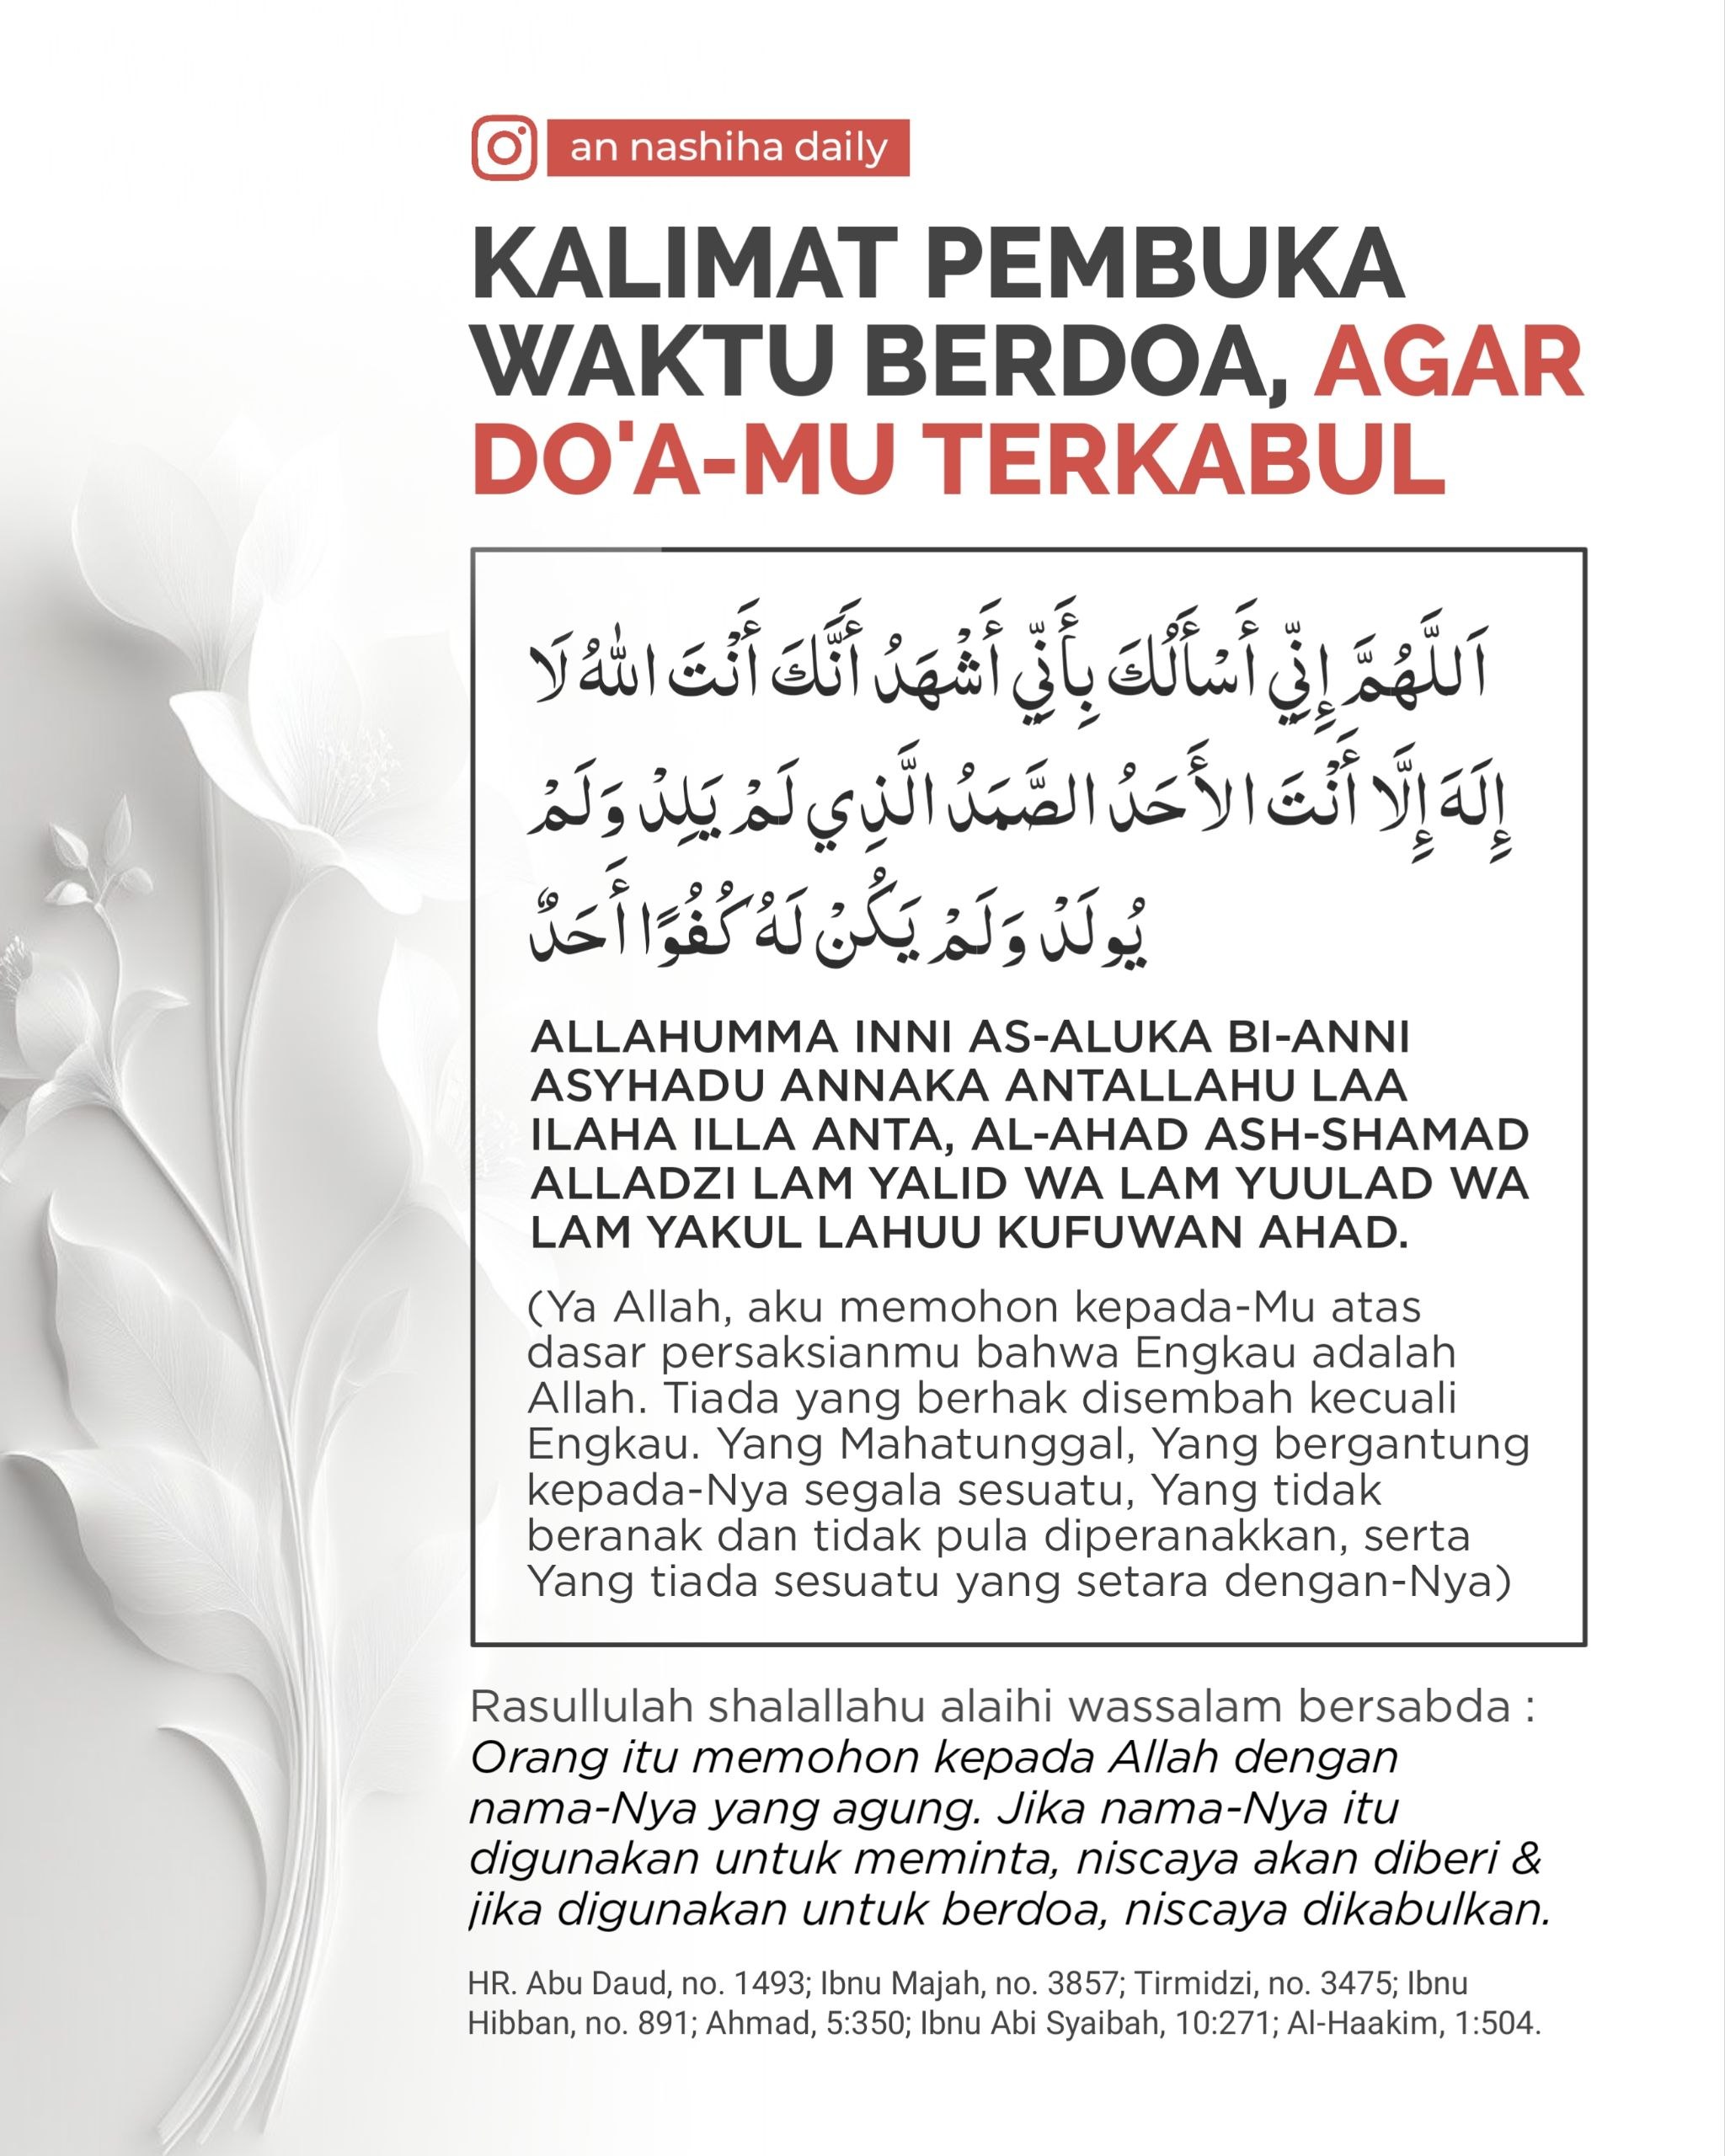 an nashiha daily
KALIMAT PEMBUKA
WAKTU BERDOA, AGAR
DO'A-MU TERKABUL
اَللَّهُمَّ إِنِّي أَسْأَلُكَ بِأَنِّي أَشْهَدُ أَنَّكَ أَنْتَ اللهُ لَا
إِلَهَ إِلَّا أَنْتَ الأَحَدُ الصَّمَدُ الَّذِي لَمْ يَلِدْ وَلَمْ
يُولَدْ وَلَمْ يَكُنْ لَهُ كُفُوًا أَحَدٌ
ALLAHUMMA INNI AS-ALUKA BI-ANNI
ASYHADU ANNAKA ANTALLAHU LAA
ILAHA ILLA ANTA, AL-AHAD ASH-SHAMAD
ALLADZI LAM YALID WA LAM YUULAD WA
LAM YAKUL LAHUU KUFUWAN AHAD.
(Ya Allah, aku memohon kepada-Mu atas
dasar persaksianmu bahwa Engkau adalah
Allah. Tiada yang berhak disembah kecuali
Engkau. Yang Mahatunggal, Yang bergantung
kepada-Nya segala sesuatu, Yang tidak
beranak dan tidak pula diperanakkan, serta
Yang tiada sesuatu yang setara dengan-Nya)
Rasullulah shalallahu alaihi wassalam bersabda :
Orang itu memohon kepada Allah dengan
nama-Nya yang agung. Jika nama-Nya itu
digunakan untuk meminta, niscaya akan diberi &
jika digunakan untuk berdoa, niscaya dikabulkan.
HR. Abu Daud, no. 1493; Ibnu Majah, no. 3857; Tirmidzi, no. 3475; Ibnu
Hibban, no. 891; Ahmad, 5:350; Ibnu Abi Syaibah, 10:271; Al-Haakim, 1:504.